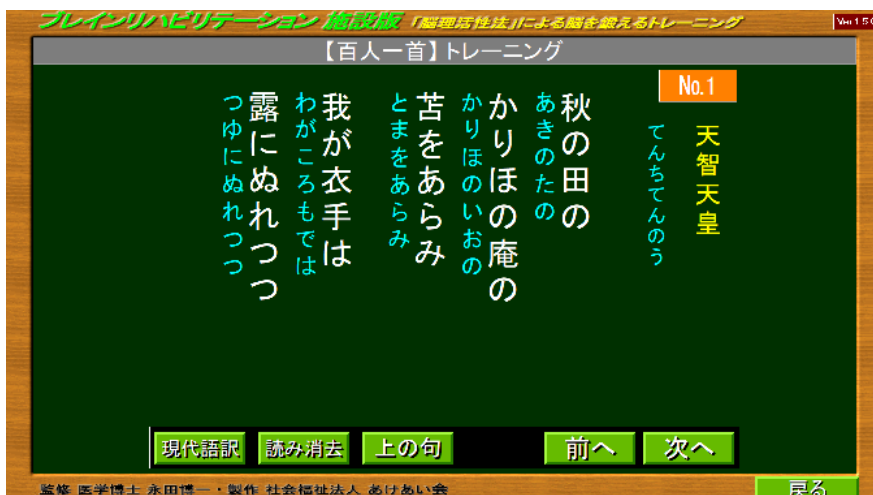 ブレインリハビリテーション 施設版 「脳理活性法」による脳を鍛えるトレーニング
【百人一首】トレーニング
No.1
天智天皇
てんちてんのう
秋の田の
あきのたの
かりほの庵の
かりほのいおの
苫をあらみ
とまをあらみ
我が衣手は
わがころもでは
露にぬれつつ
つゆにぬれつつ
現代語訳
読み消去
上の句
前へ
次へ
監修 医学博士 永田博一・製作 社会福祉法人 あけあい会
戻る